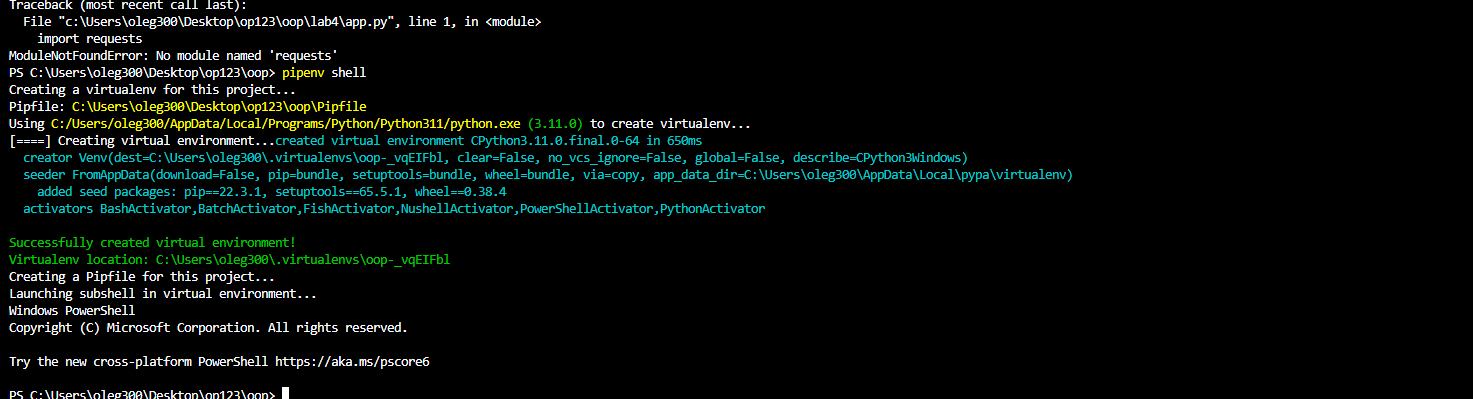 Traceback (most recent call last):
  File "c:\Users\oleg300\Desktop\op123\oop\lab4\app.py", line 1, in <module>
    import requests
ModuleNotFoundError: No module named 'requests'
PS C:\Users\oleg300\Desktop\op123\oop> pipenv shell
Creating a virtualenv for this project...
Pipfile: C:\Users\oleg300\Desktop\op123\oop\Pipfile
Using C:/Users/oleg300/AppData/Local/Programs/Python/Python311/python.exe (3.11.0) to create virtualenv...
[====] Creating virtual environment...created virtual environment CPython3.11.0.final.0-64 in 650ms
  creator Venv(dest=C:\Users\oleg300\.virtualenvs\oop-_vqEIFbl, clear=False, no_vcs_ignore=False, global=False, describe=CPython3Windows)
  seeder FromAppData(download=False, pip=bundle, setuptools=bundle, wheel=bundle, via=copy, app_data_dir=C:\Users\oleg300\AppData\Local\pypa\virtualenv)
    added seed packages: pip==22.3.1, setuptools==65.5.1, wheel==0.38.4
  activators BashActivator,BatchActivator,FishActivator,NushellActivator,PowerShellActivator,PythonActivator
Successfully created virtual environment!
Virtualenv location: C:\Users\oleg300\.virtualenvs\oop-_vqEIFbl
Creating a Pipfile for this project...
Launching subshell in virtual environment...
Windows PowerShell
Copyright (C) Microsoft Corporation. All rights reserved.
Try the new cross-platform PowerShell https://aka.ms/pscore6
PS C:\Users\oleg300\Desktop\op123\oop>